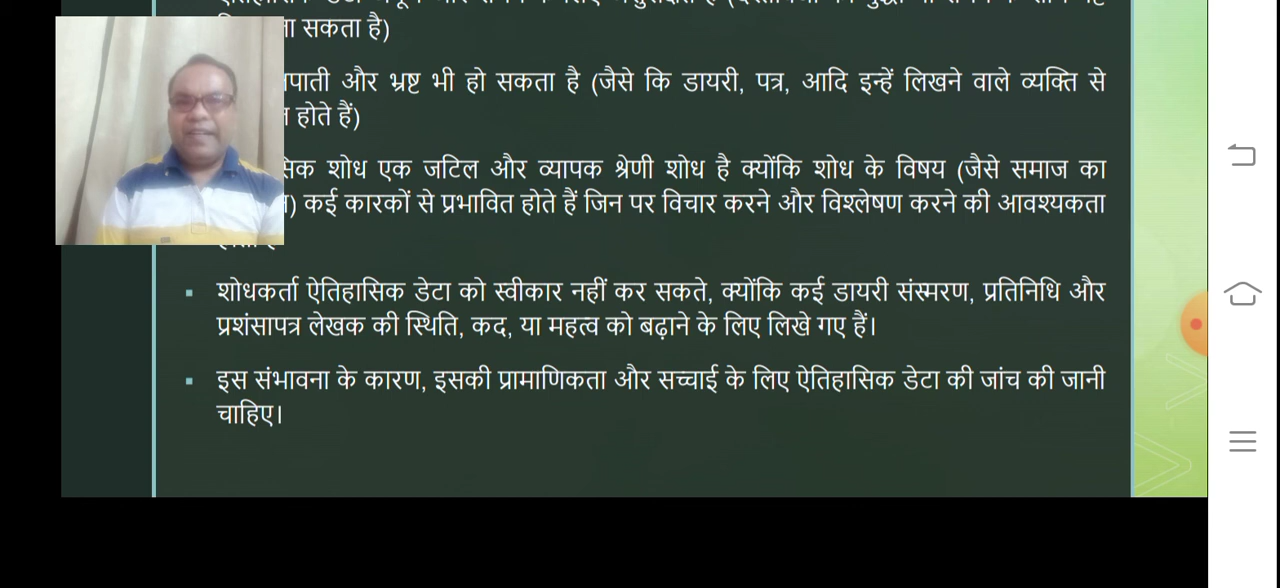 ता सकता है)
पाती और भ्रष्ट भी हो सकता है (जैसे कि डायरी, पत्र, आदि इन्हें लिखने वाले व्यक्ति से
होते हैं)
सिक शोध एक जटिल और व्यापक श्रेणी शोध है क्योंकि शोध के विषय (जैसे समाज का
कई कारकों से प्रभावित होते हैं जिन पर विचार करने और विश्लेषण करने की आवश्यकता
शोधकर्ता ऐतिहासिक डेटा को स्वीकार नहीं कर सकते, क्योंकि कई डायरी संस्मरण, प्रतिनिधि और
प्रशंसापत्र लेखक की स्थिति, कद, या महत्व को बढ़ाने के लिए लिखे गए हैं।
इस संभावना के कारण, इसकी प्रामाणिकता और सच्चाई के लिए ऐतिहासिक डेटा की जांच की जानी
चाहिए।